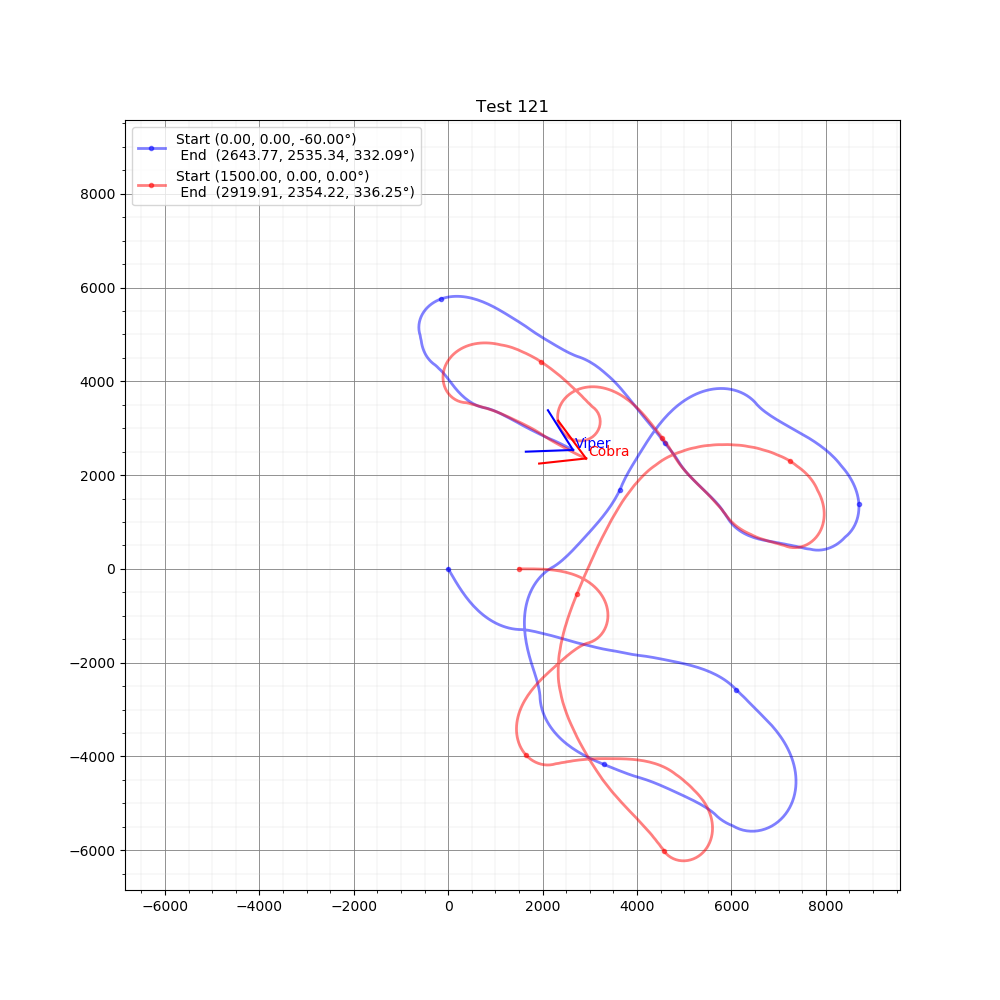 Test 121
Start (0.00, 0.00, -60.00°)
End (2643.77, 2535.34, 332.09°)
Start (1500.00, 0.00, 0.00°)
End (2919.91, 2354.22, 336.25°)
8000
6000
4000
2000
0
−2000
−4000
−6000
Viper
Cobra
−6000 −4000 −2000 0 2000 4000 6000 8000